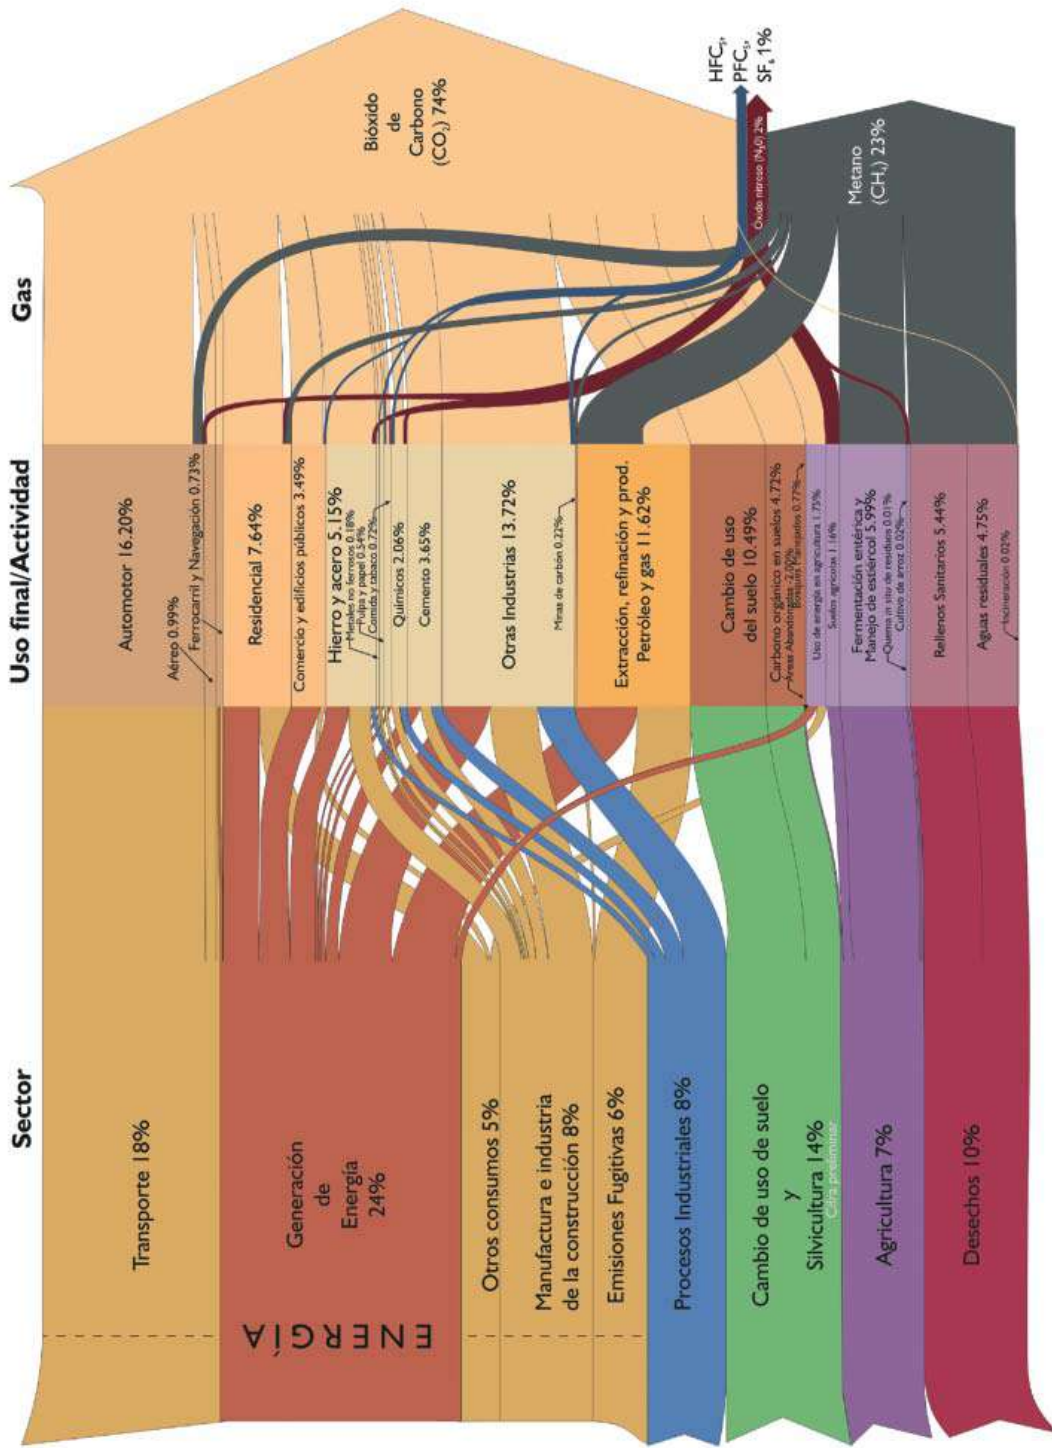 Sector
Uso final/Actividad
Gas
ENERGÍA
Transporte 18%
Generación
de
Energía
24%
Otros consumos 5%
Manufactura e industria
de la construcción 8%
Emisiones Fugitivas 6%
Procesos Industriales 8%
Cambio de uso de suelo
y
Silvicultura 14%
Cifra preliminar
Agricultura 7%
Desechos 10%
Automotor 16.20%
Aéreo 0.99%
Ferrocarril y Navegación 0.73%
Residencial 7.64%
Comercio y edificios públicos 3.49%
Hierro y acero 5.15%
Metales no ferrosos 0.18%
Pulpa y papel 0.54%
Comida y tabaco 0.72%
Químicos 2.06%
Cemento 3.65%
Otras Industrias 13.72%
Minas de carbón 0.22%
Extracción, refinación y prod.
Petróleo y gas 11.62%
Cambio de uso
del suelo 10.49%
Carbono orgánico en suelos 4.72%
Áreas Abandonadas -2.00%
Bosques Manejados 0.77%
Uso de energía en agricultura 1.75%
Suelos agrícolas 1.16%
Fermentación entérica y
Manejo de estiércol 5.99%
Quema in situ de residuos 0.01%
Cultivo de arroz 0.02%
Rellenos Sanitarios 5.44%
Aguas residuales 4.75%
Incineración 0.02%
Bióxido
de
Carbono
(CO₂) 74%
HFCₛ,
PFCₛ,
SF₆ 1%
Óxido nitroso (N₂0) 2%
Metano
(CH₄) 23%